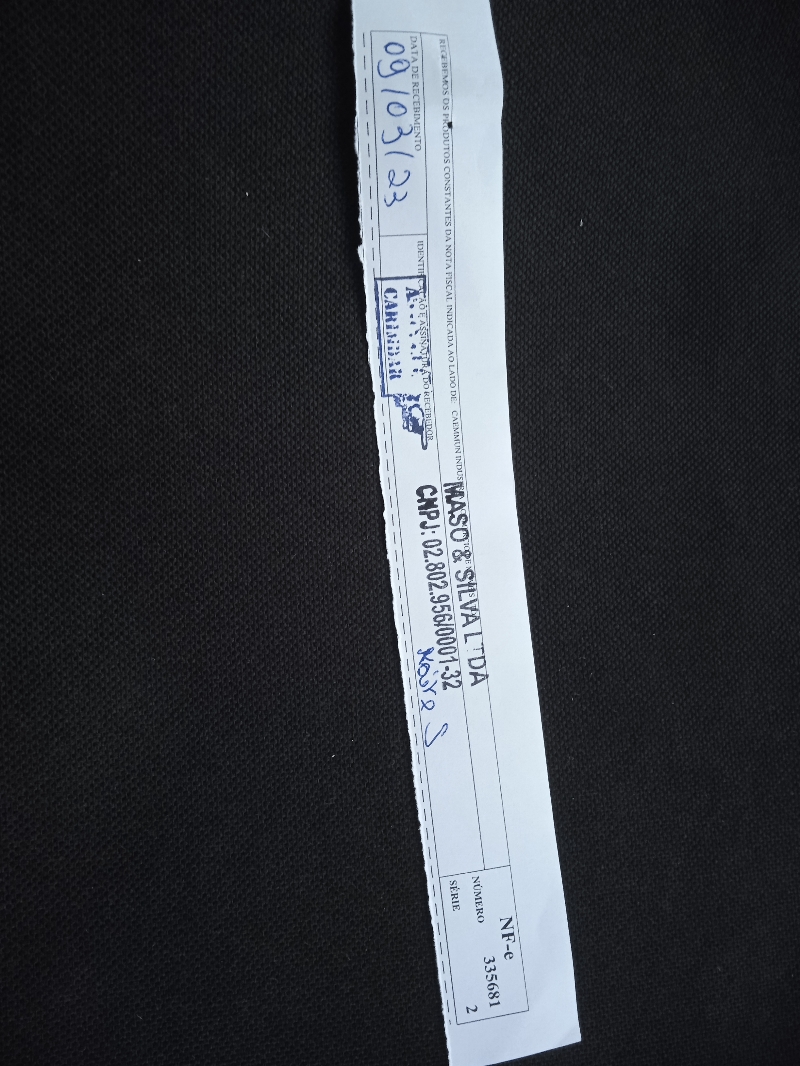 RECEBEMOS OS PRODUTOS CONSTANTES DA NOTA FISCAL INDICADA AO LADO DE: CAEMMUN INDUS
DATA DE RECEBIMENTO
09/03/23
IDENTIFICAÇÃO E ASSINATURA DO RECEBEDOR
CARIMBAR
MASO & SILVA LTDA
CNPJ: 02.802.956/0001-32
NF-e
NÚMERO 335681
SÉRIE 2